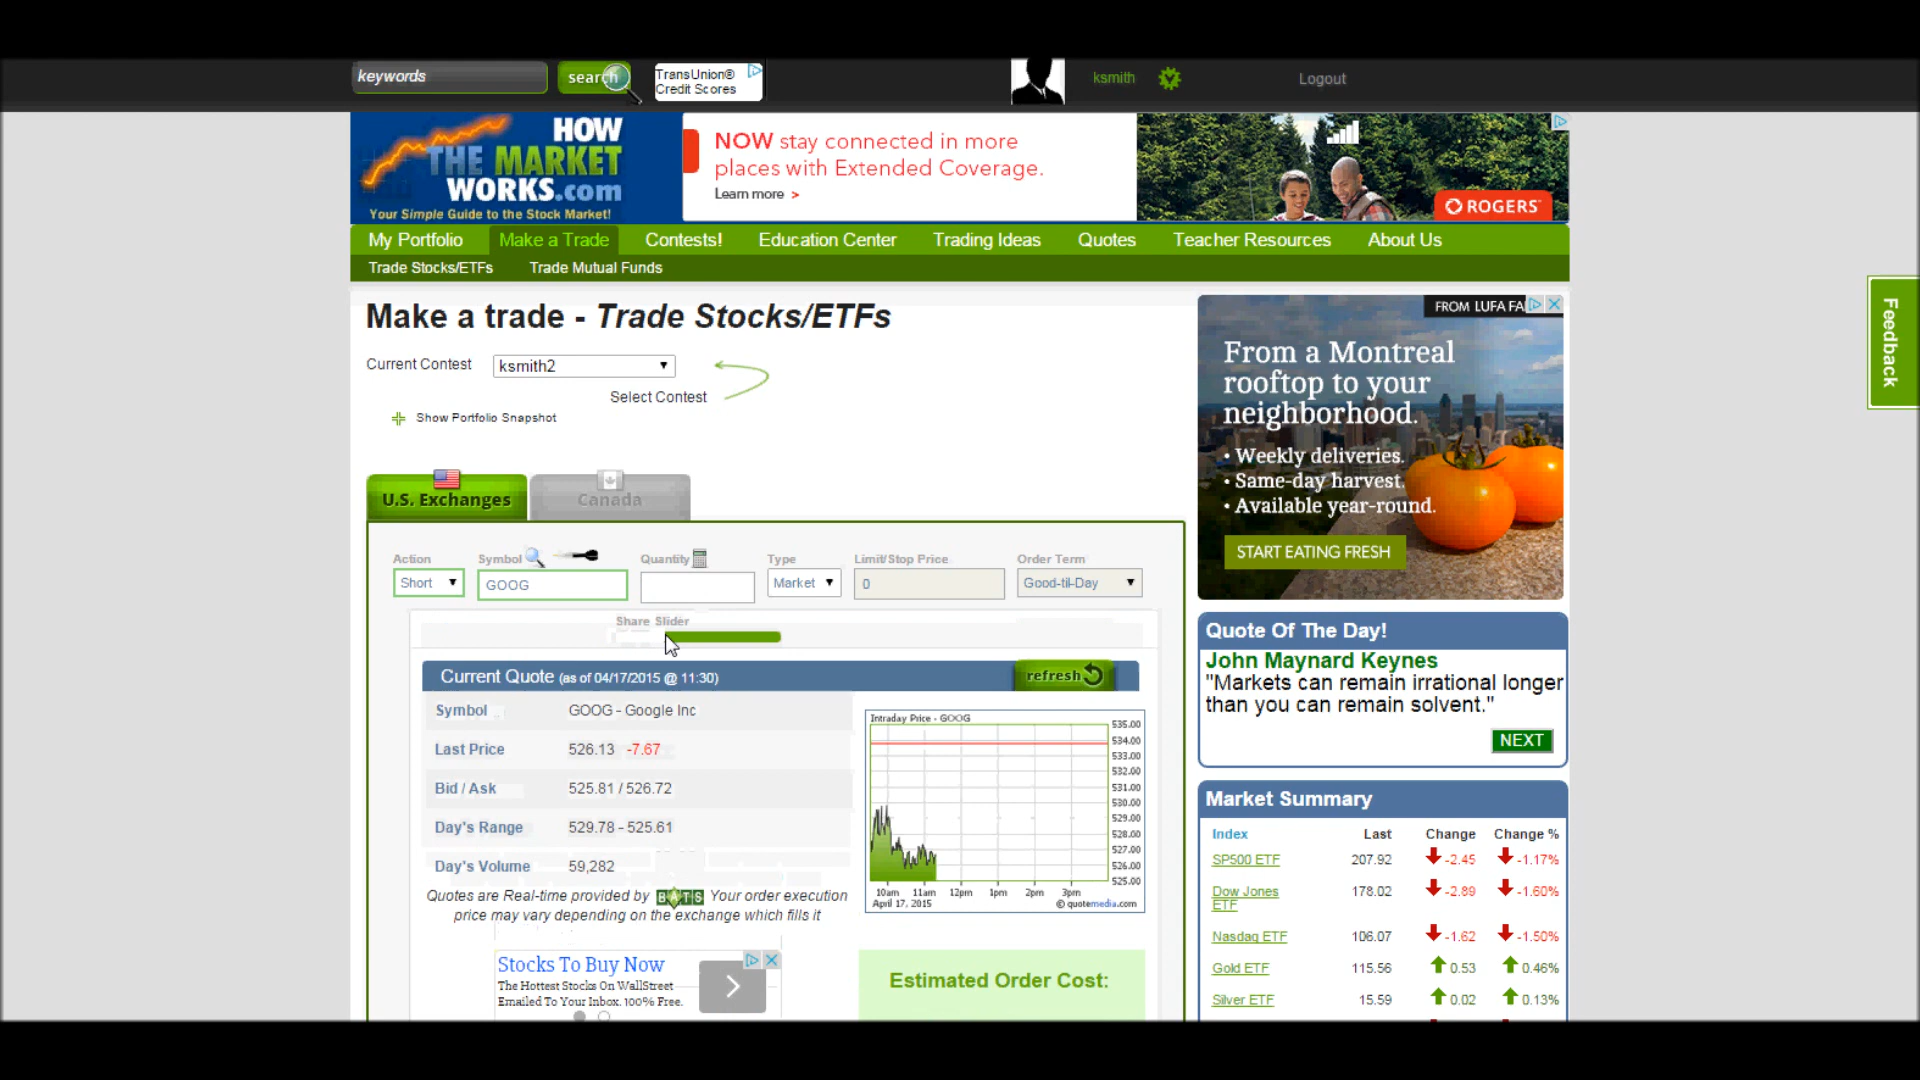 keywords
search
TransUnion®
Credit Scores
ksmith
Logout
HOW
THE MARKET
WORKS.com
Your Simple Guide to the Stock Market!
NOW stay connected in more
places with Extended Coverage.
Learn more >
ROGERS
My Portfolio
Make a Trade
Contests!
Education Center
Trading Ideas
Quotes
Teacher Resources
About Us
Trade Stocks/ETFs
Trade Mutual Funds
Make a trade - Trade Stocks/ETFs
Current Contest
ksmith2
Select Contest
Show Portfolio Snapshot
U.S. Exchanges
Canada
Action
Symbol
Quantity
Type
Limit/Stop Price
Order Term
Short
GOOG
Market
0
Good-til-Day
Share Slider
Current Quote (as of 04/17/2015 @ 11:30)
refresh
Symbol GOOG - Google Inc
Last Price 526.13 -7.67
Bid / Ask 525.81 / 526.72
Day's Range 529.78 - 525.61
Day's Volume 59,282
Quotes are Real-time provided by BATS Your order execution
price may vary depending on the exchange which fills it
Intraday Price - GOOG
535.00
534.00
533.00
532.00
531.00
530.00
529.00
528.00
527.00
526.00
525.00
10am 11am 12pm 1pm 2pm 3pm
April 17, 2015
© quotemedia.com
Stocks To Buy Now
The Hottest Stocks On WallStreet
Emailed To Your Inbox. 100% Free.
Estimated Order Cost:
FROM LUFA FA
From a Montreal
rooftop to your
neighborhood.
• Weekly deliveries.
• Same-day harvest.
• Available year-round.
START EATING FRESH
Feedback
Quote Of The Day!
John Maynard Keynes
"Markets can remain irrational longer
than you can remain solvent."
NEXT
Market Summary
Index Last Change Change %
SP500 ETF 207.92 -2.45 -1.17%
Dow Jones
ETF 178.02 -2.89 -1.60%
Nasdaq ETF 106.07 -1.62 -1.50%
Gold ETF 115.56 0.53 0.46%
Silver ETF 15.59 0.02 0.13%